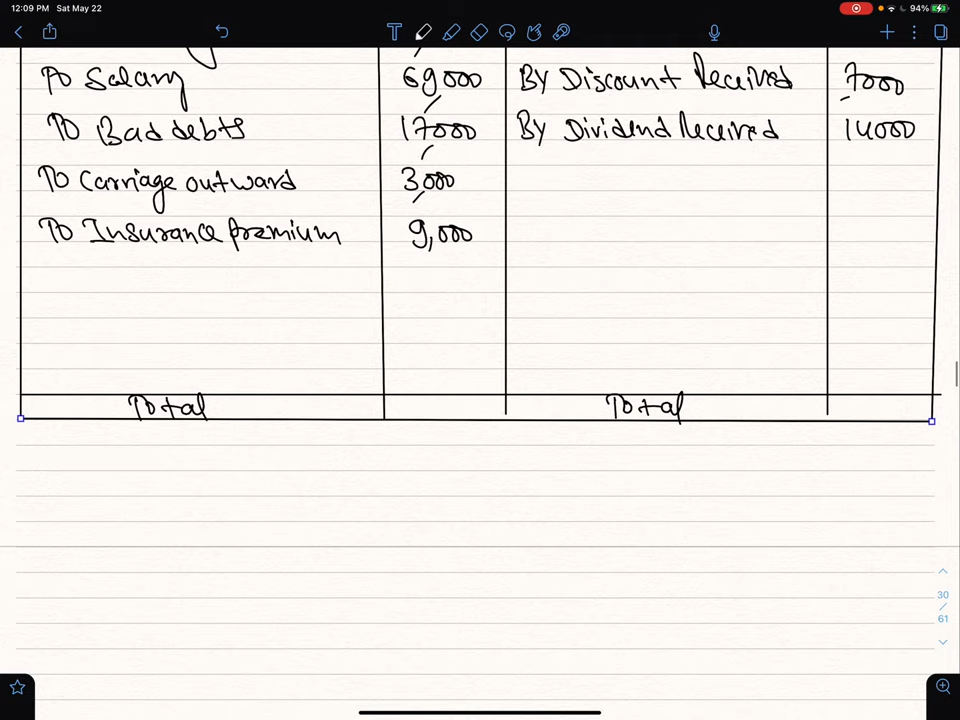 12:09 PM Sat May 22 94%
To Salary 69000 By Discount Received 7000
To Bad debts 17000 By Dividend Received 14000
To Carriage outward 3,000
To Insurance premium 9,000
Total Total
30
/
61